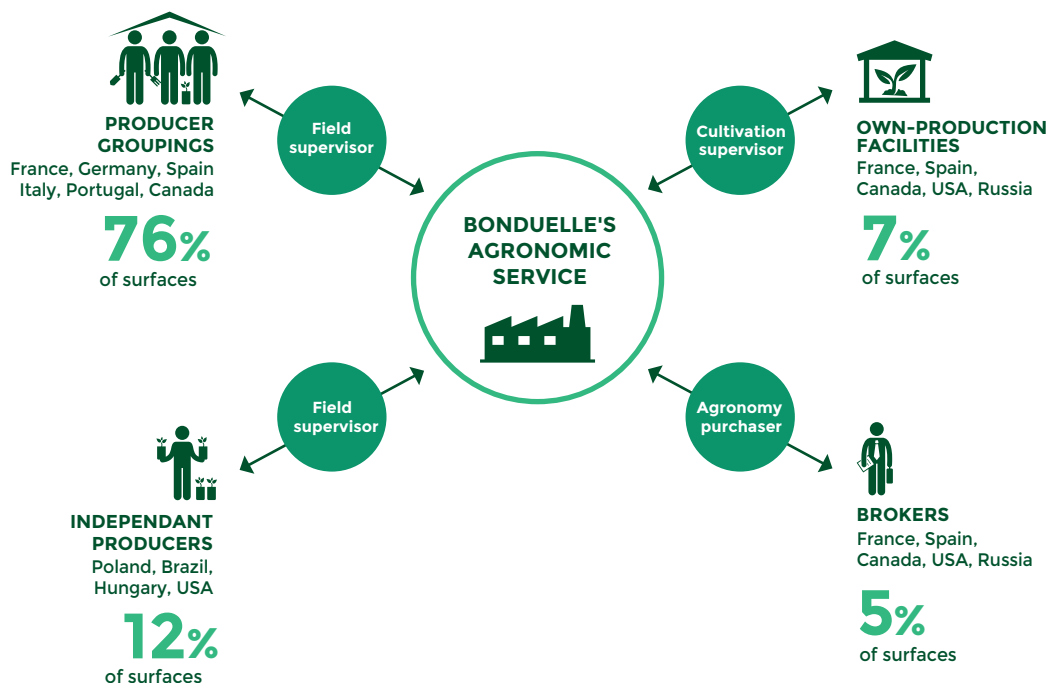 PRODUCER
GROUPINGS
France, Germany, Spain
Italy, Portugal, Canada
76%
of surfaces
Field
supervisor
BONDUELLE'S
AGRONOMIC
SERVICE
Cultivation
supervisor
OWN-PRODUCTION
FACILITIES
France, Spain,
Canada, USA, Russia
7%
of surfaces
Field
supervisor
INDEPENDANT
PRODUCERS
Poland, Brazil,
Hungary, USA
12%
of surfaces
Agronomy
purchaser
BROKERS
France, Spain,
Canada, USA, Russia
5%
of surfaces